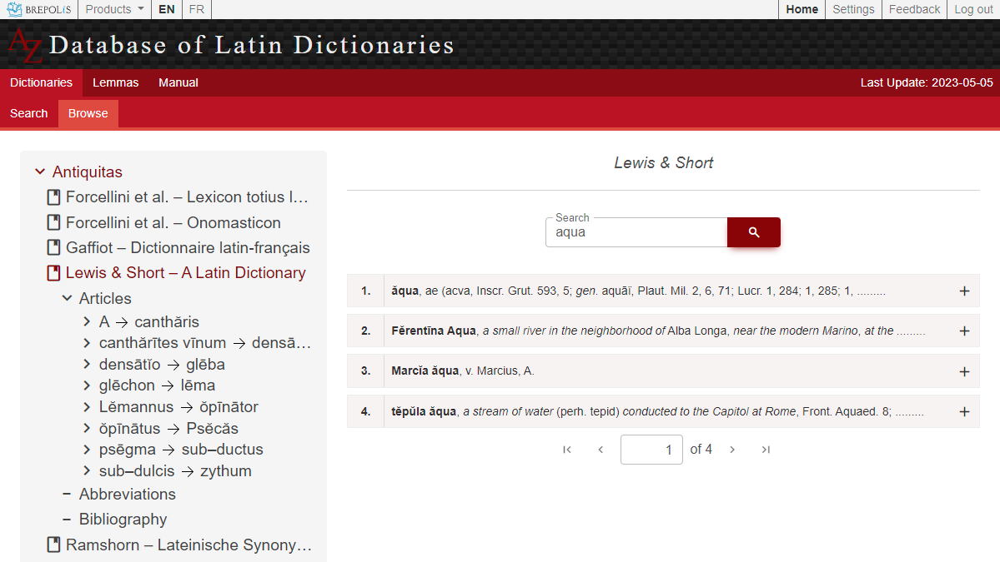 BREPOLiS Products EN FR Home Settings Feedback Log out
AZ Database of Latin Dictionaries
Dictionaries Lemmas Manual Last Update: 2023-05-05
Search Browse
Antiquitas
Forcellini et al. – Lexicon totius l…
Forcellini et al. – Onomasticon
Gaffiot – Dictionnaire latin-français
Lewis & Short – A Latin Dictionary
Articles
A → canthăris
canthărītes vīnum → densā…
densātĭo → glēba
glēchon → lēma
Lĕmannus → ŏpīnātor
ŏpīnātus → Psĕcăs
psēgma → sub–ductus
sub–dulcis → zythum
– Abbreviations
– Bibliography
Ramshorn – Lateinische Synony…
Lewis & Short
Search
aqua
1. ăqua, ae (acva, Inscr. Grut. 593, 5; gen. aquāï, Plaut. Mil. 2, 6, 71; Lucr. 1, 284; 1, 285; 1, .........
2. Fĕrentīna Aqua, a small river in the neighborhood of Alba Longa, near the modern Marino, at the .........
3. Marcĭa ăqua, v. Marcius, A.
4. tĕpŭla ăqua, a stream of water (perh. tepid) conducted to the Capitol at Rome, Front. Aquaed. 8; .........
1 of 4